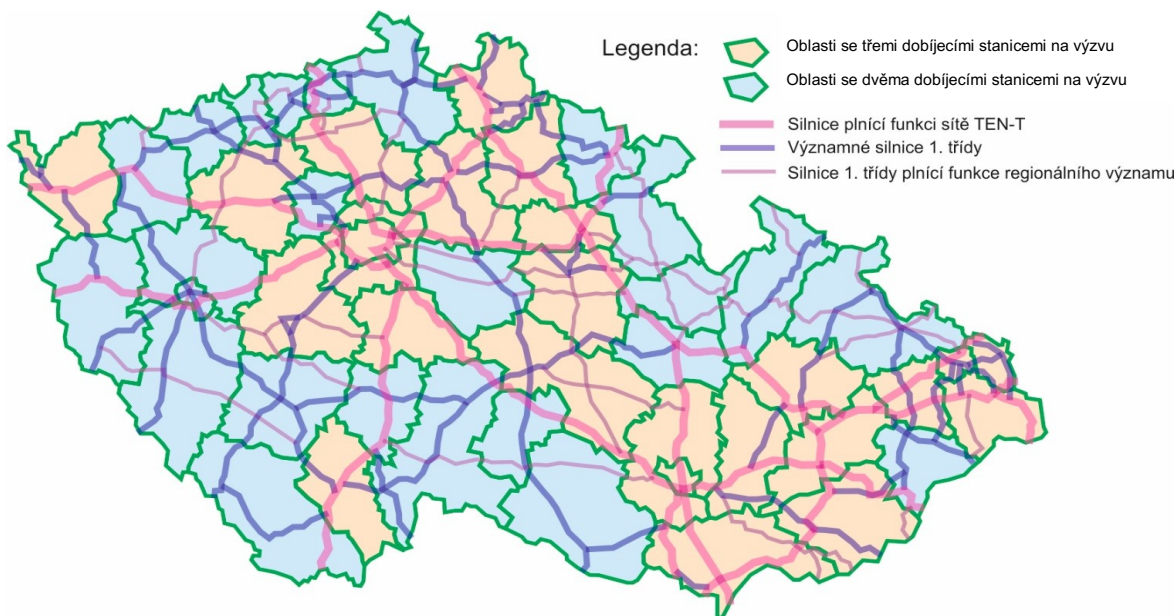 Legenda:
Oblasti se třemi dobíjecími stanicemi na výzvu
Oblasti se dvěma dobíjecími stanicemi na výzvu
Silnice plnící funkci sítě TEN-T
Významné silnice 1. třídy
Silnice 1. třídy plnící funkce regionálního významu